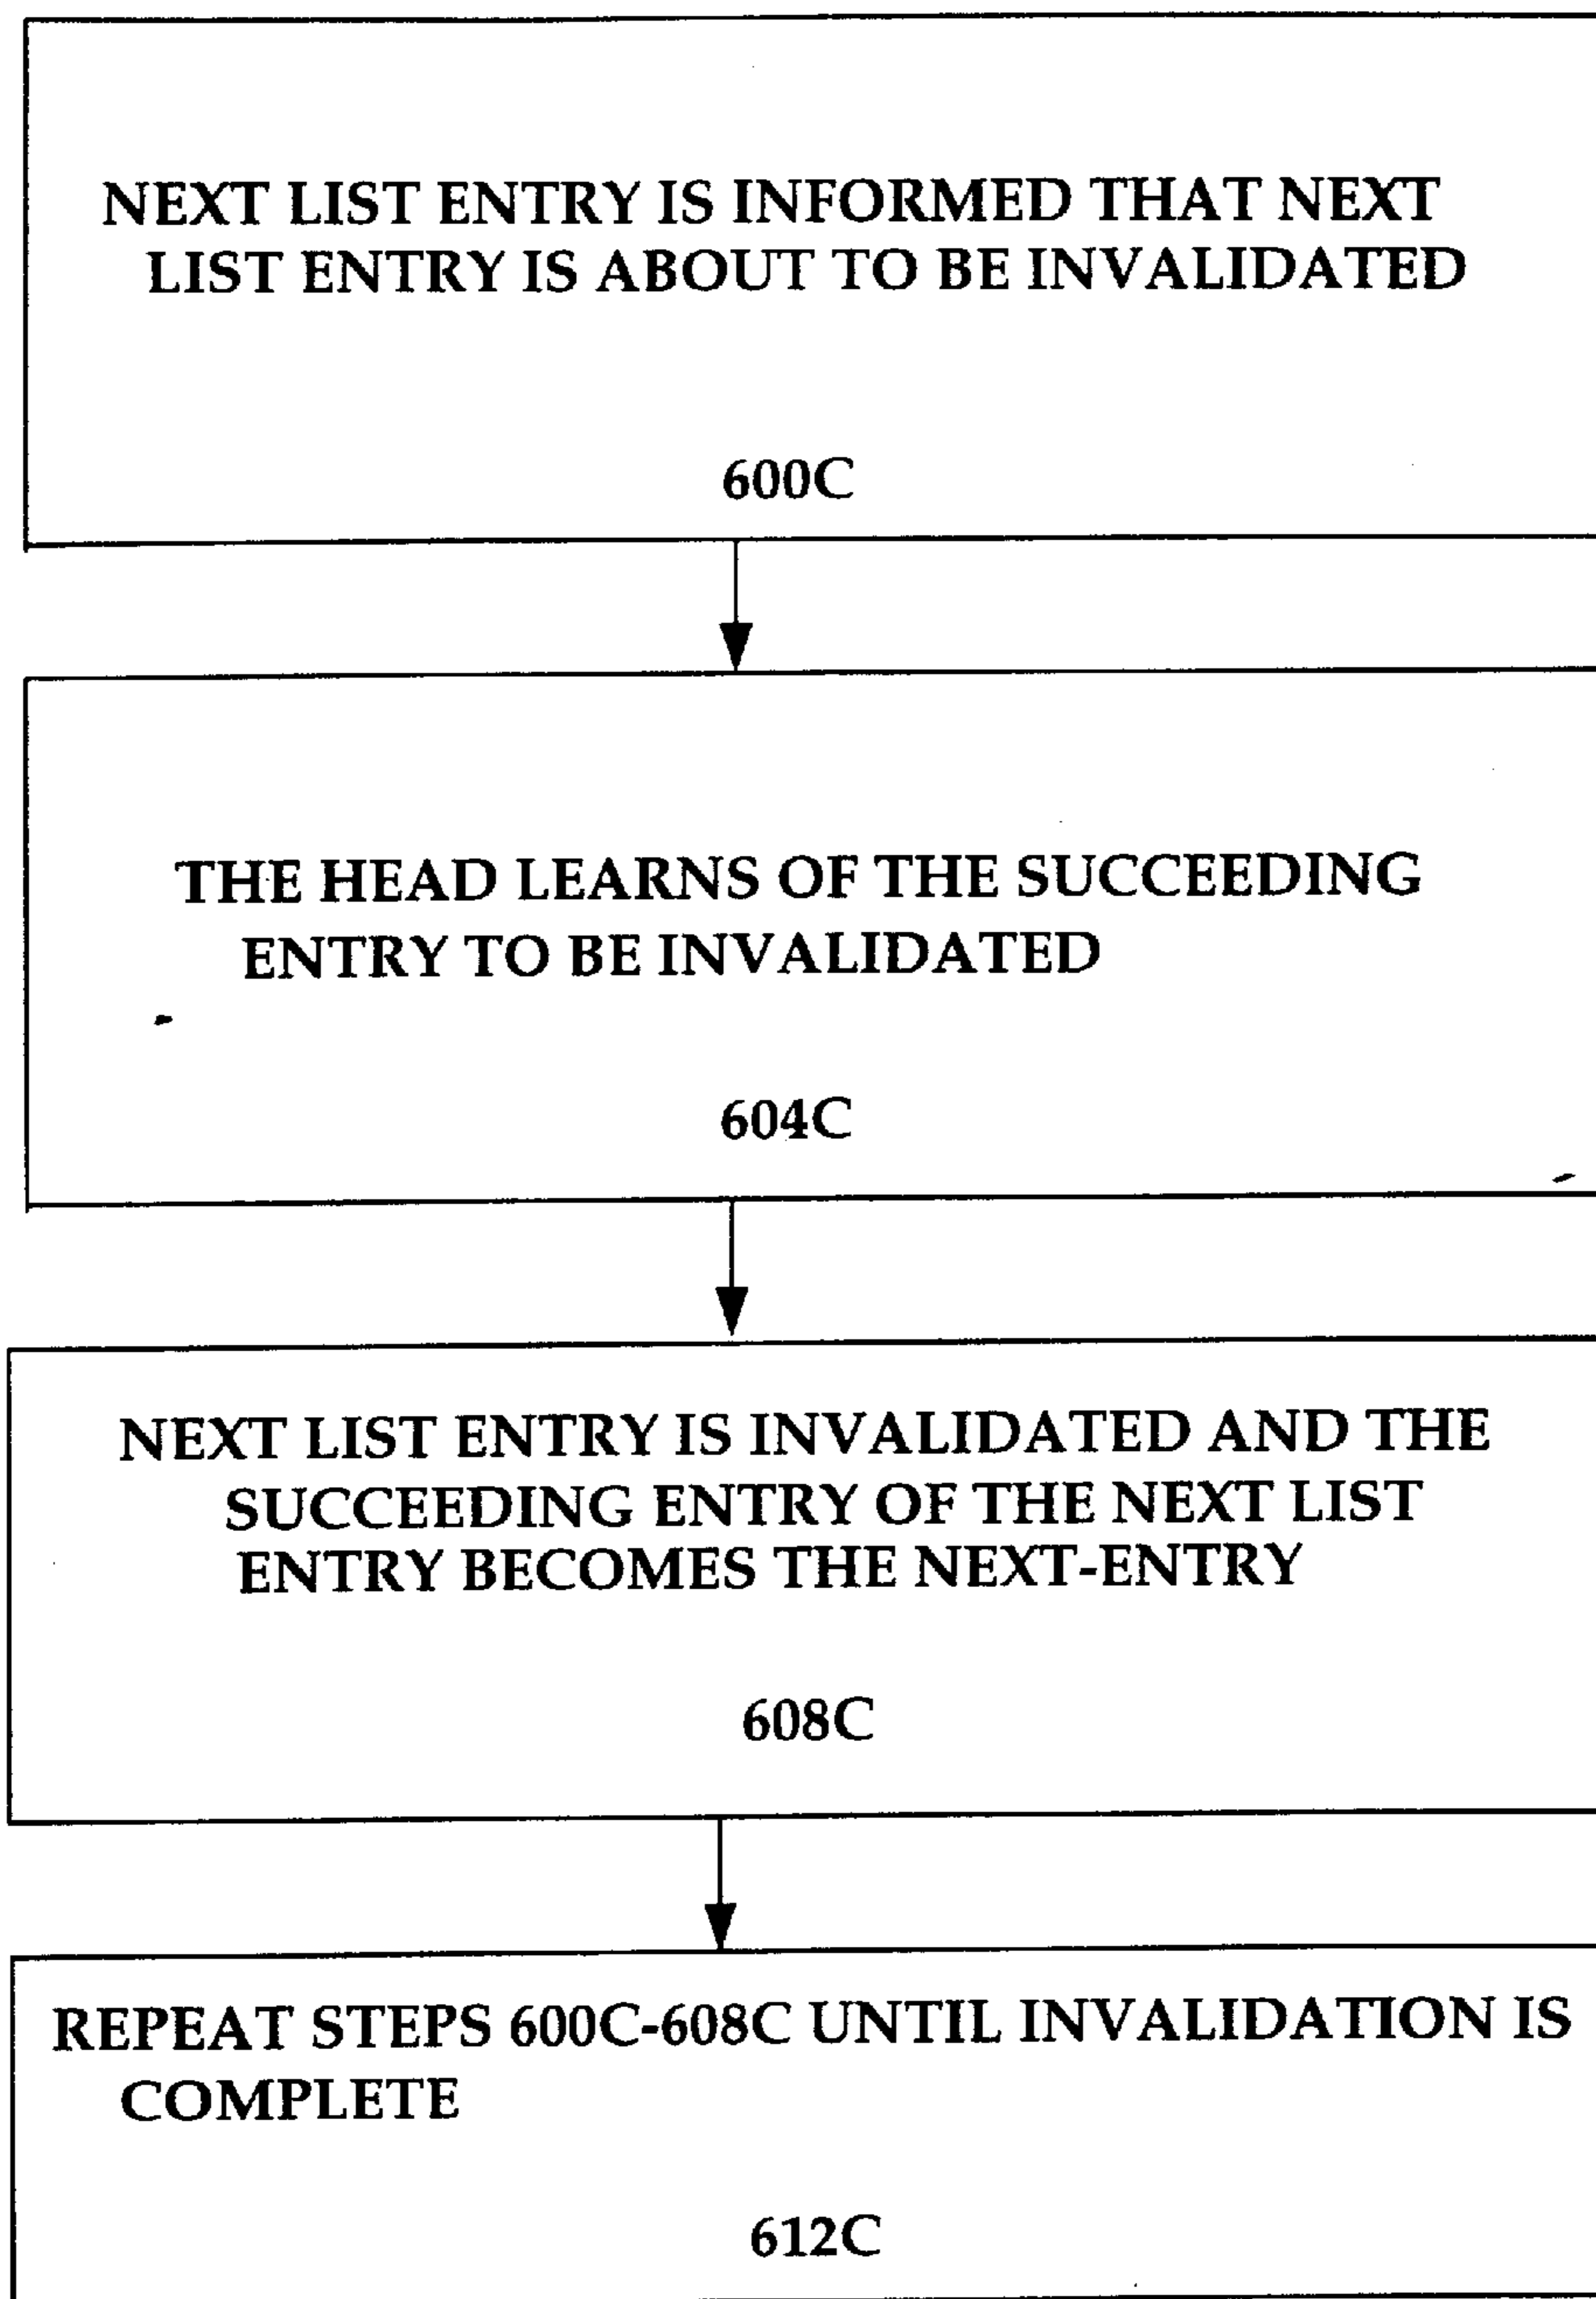 NEXT LIST ENTRY IS INFORMED THAT NEXT
LIST ENTRY IS ABOUT TO BE INVALIDATED
600C
THE HEAD LEARNS OF THE SUCCEEDING
ENTRY TO BE INVALIDATED
604C
NEXT LIST ENTRY IS INVALIDATED AND THE
SUCCEEDING ENTRY OF THE NEXT LIST
ENTRY BECOMES THE NEXT-ENTRY
608C
REPEAT STEPS 600C-608C UNTIL INVALIDATION IS
COMPLETE
612C